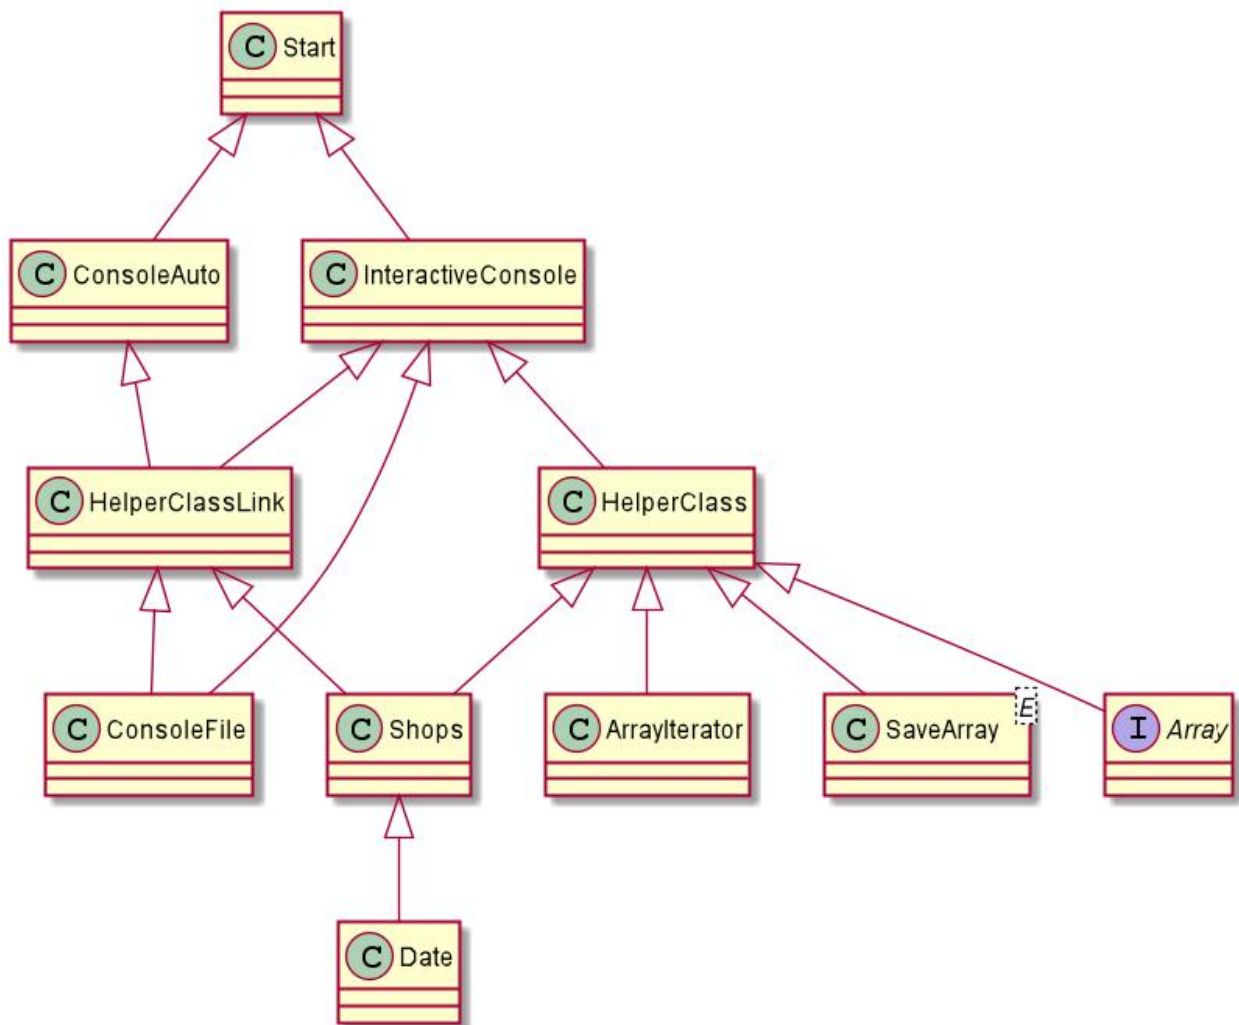 C Start
C ConsoleAuto
C InteractiveConsole
C HelperClassLink
C HelperClass
C ConsoleFile
C Shops
C ArrayIterator
C SaveArray E
I Array
C Date